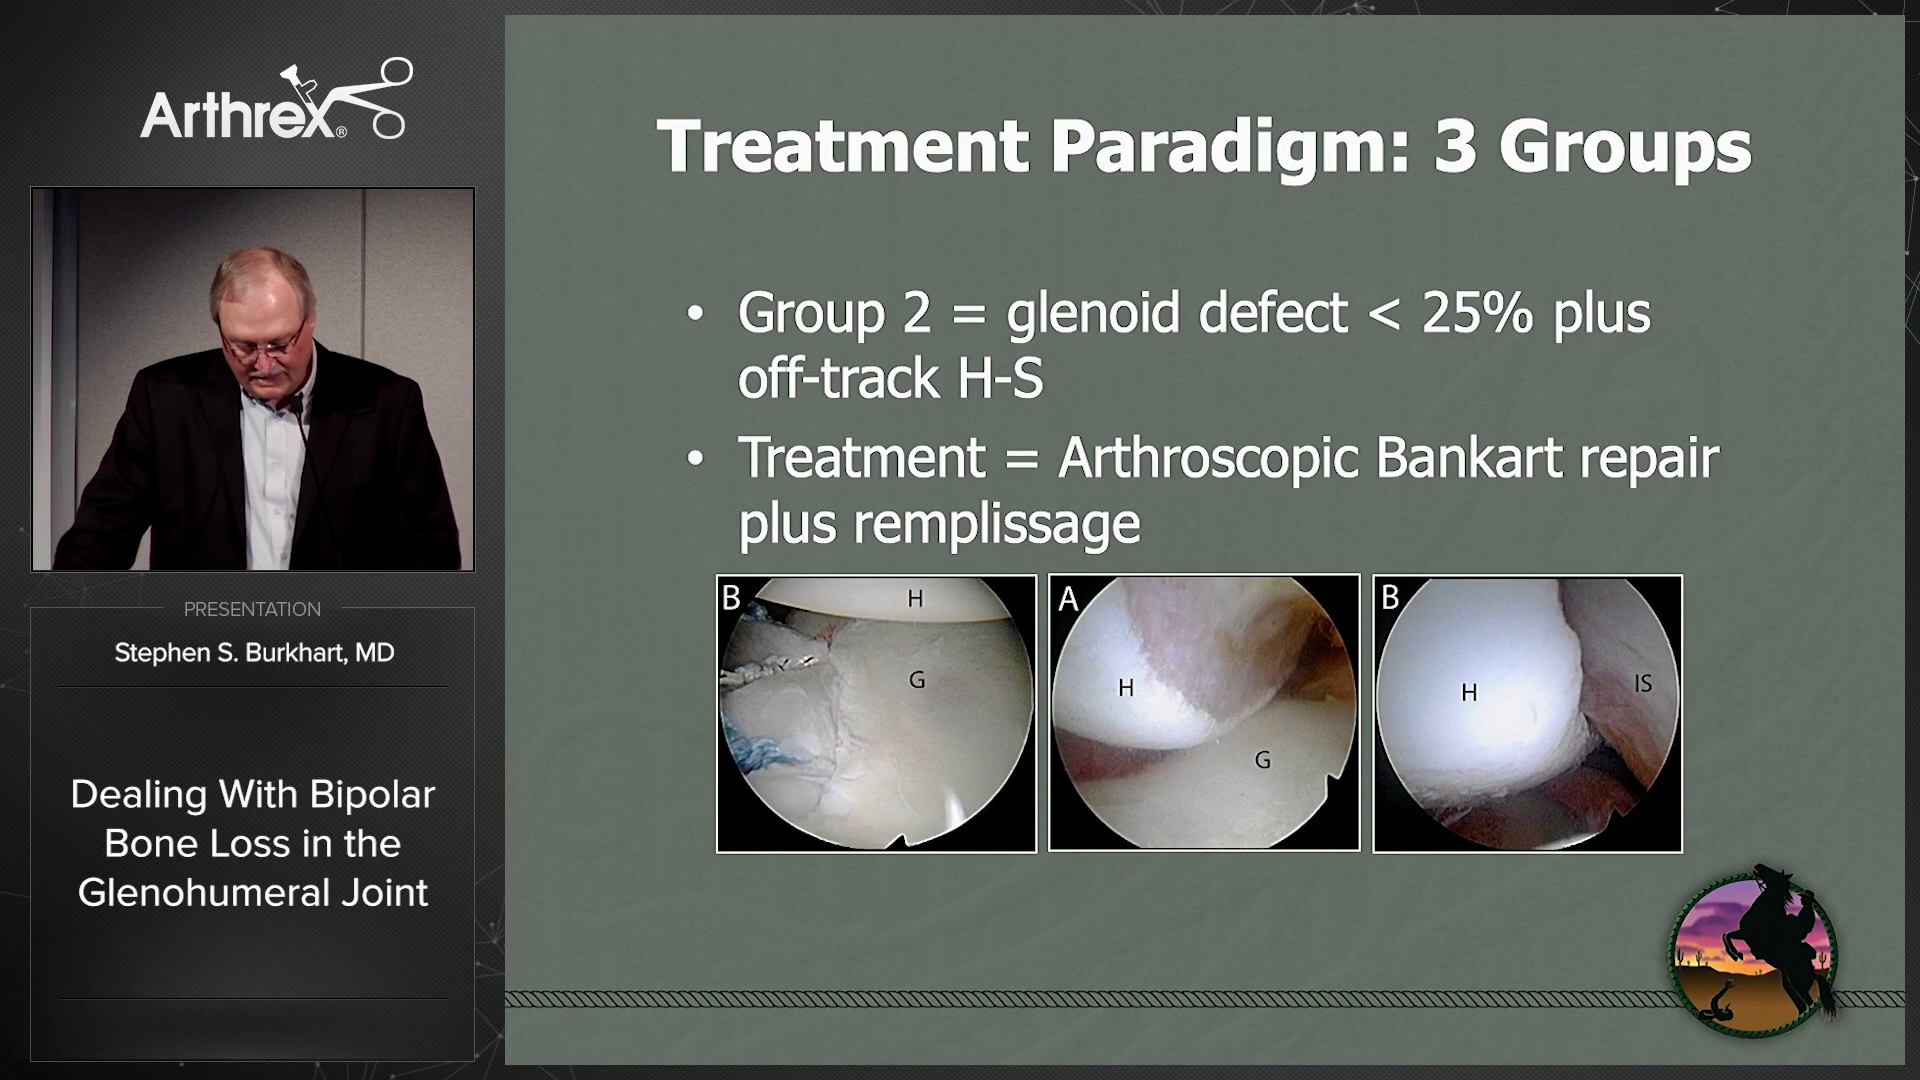 Arthrex®
PRESENTATION
Stephen S. Burkhart, MD
Dealing With Bipolar
Bone Loss in the
Glenohumeral Joint
Treatment Paradigm: 3 Groups
• Group 2 = glenoid defect < 25% plus
off-track H-S
• Treatment = Arthroscopic Bankart repair
plus remplissage
B H G
A H G
B H IS